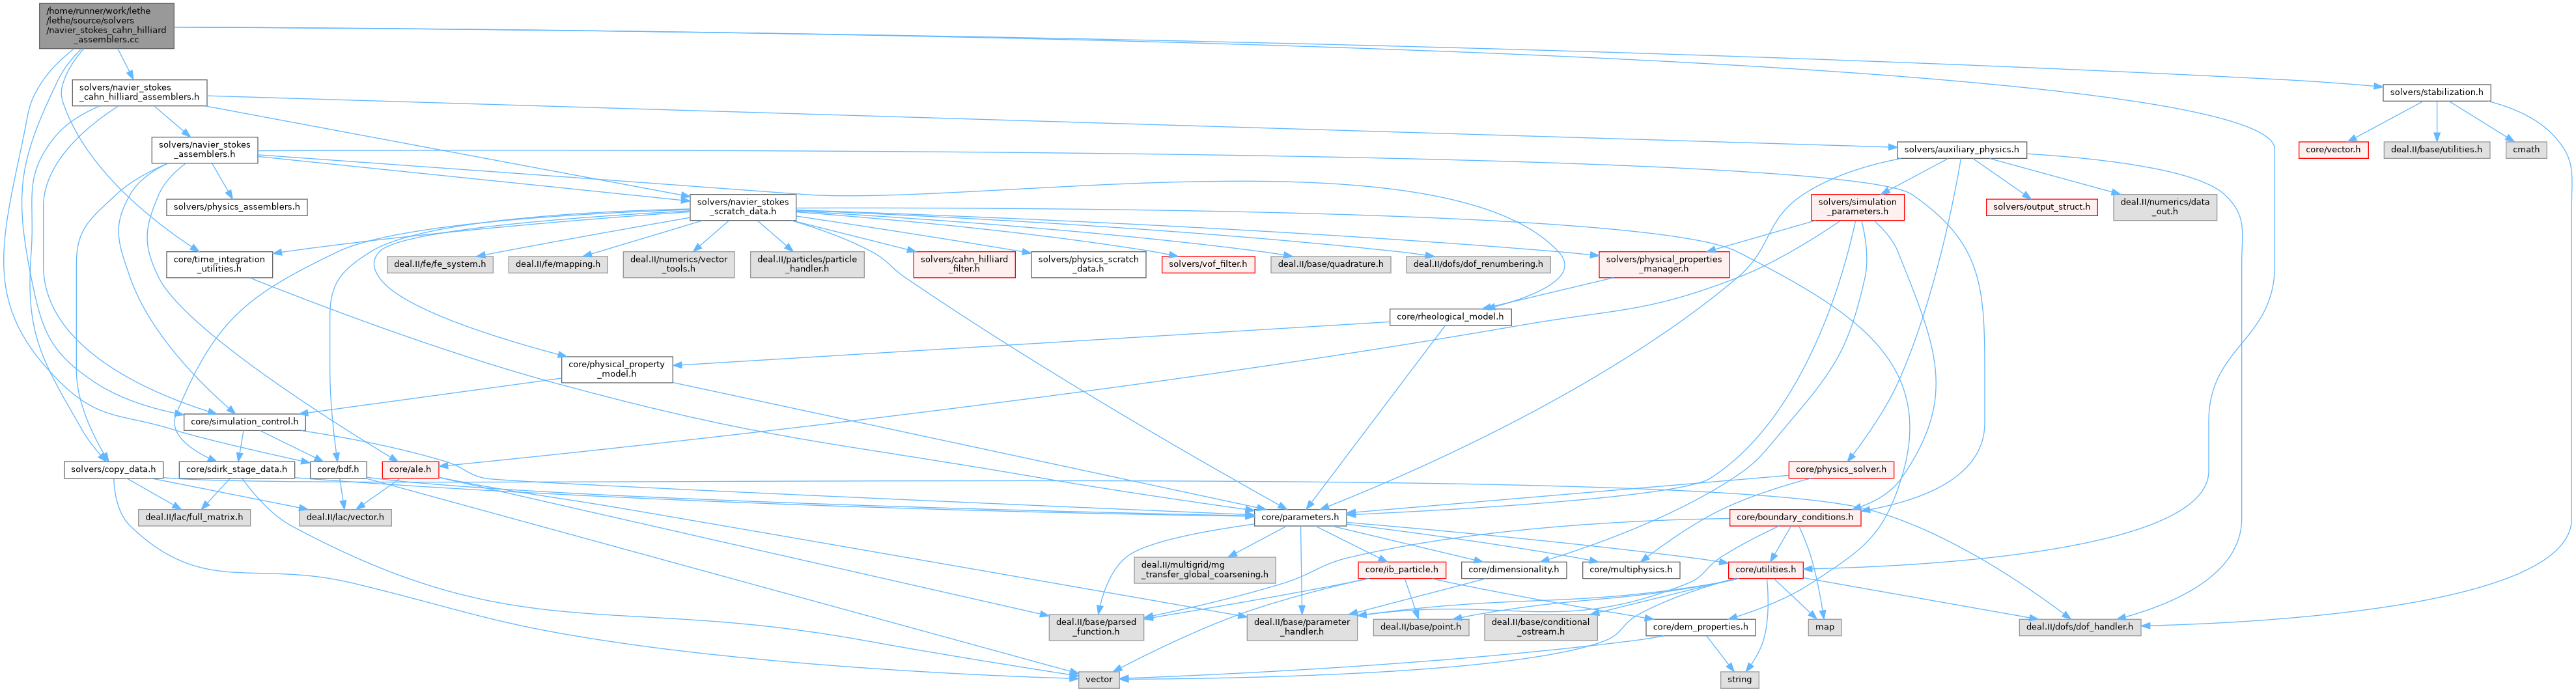 /home/runner/work/lethe
/lethe/source/solvers
/navier_stokes_cahn_hilliard
_assemblers.cc
solvers/navier_stokes
_cahn_hilliard_assemblers.h
solvers/stabilization.h
solvers/navier_stokes
_assemblers.h
solvers/auxiliary_physics.h
core/vector.h
deal.II/base/utilities.h
cmath
solvers/physics_assemblers.h
solvers/navier_stokes
_scratch_data.h
solvers/simulation
_parameters.h
solvers/output_struct.h
deal.II/numerics/data
_out.h
core/time_integration
_utilities.h
deal.II/fe/fe_system.h
deal.II/fe/mapping.h
deal.II/numerics/vector
_tools.h
deal.II/particles/particle
_handler.h
solvers/cahn_hilliard
_filter.h
solvers/physics_scratch
_data.h
solvers/vof_filter.h
deal.II/base/quadrature.h
deal.II/dofs/dof_renumbering.h
solvers/physical_properties
_manager.h
core/rheological_model.h
core/physical_property
_model.h
core/simulation_control.h
solvers/copy_data.h
core/sdirk_stage_data.h
core/bdf.h
core/ale.h
core/physics_solver.h
deal.II/lac/full_matrix.h
deal.II/lac/vector.h
core/parameters.h
core/boundary_conditions.h
deal.II/multigrid/mg
_transfer_global_coarsening.h
core/ib_particle.h
core/dimensionality.h
core/multiphysics.h
core/utilities.h
deal.II/base/parsed
_function.h
deal.II/base/parameter
_handler.h
deal.II/base/point.h
deal.II/base/conditional
_ostream.h
core/dem_properties.h
map
deal.II/dofs/dof_handler.h
vector
string